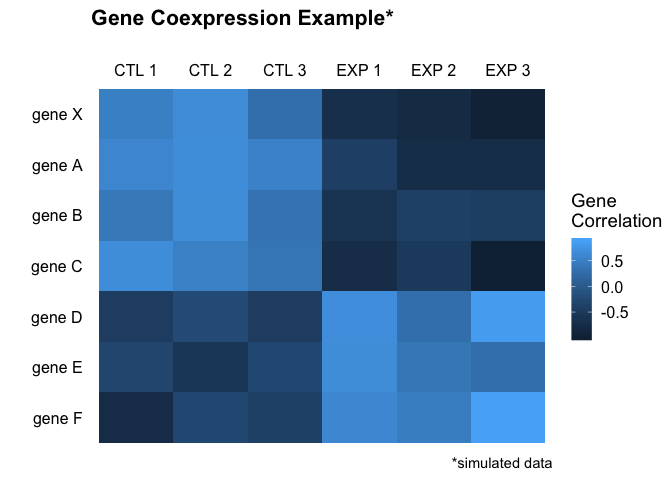 Gene Coexpression Example*
CTL 1 CTL 2 CTL 3 EXP 1 EXP 2 EXP 3
gene X
gene A
gene B
gene C
gene D
gene E
gene F
Gene
Correlation
0.5
0.0
-0.5
*simulated data